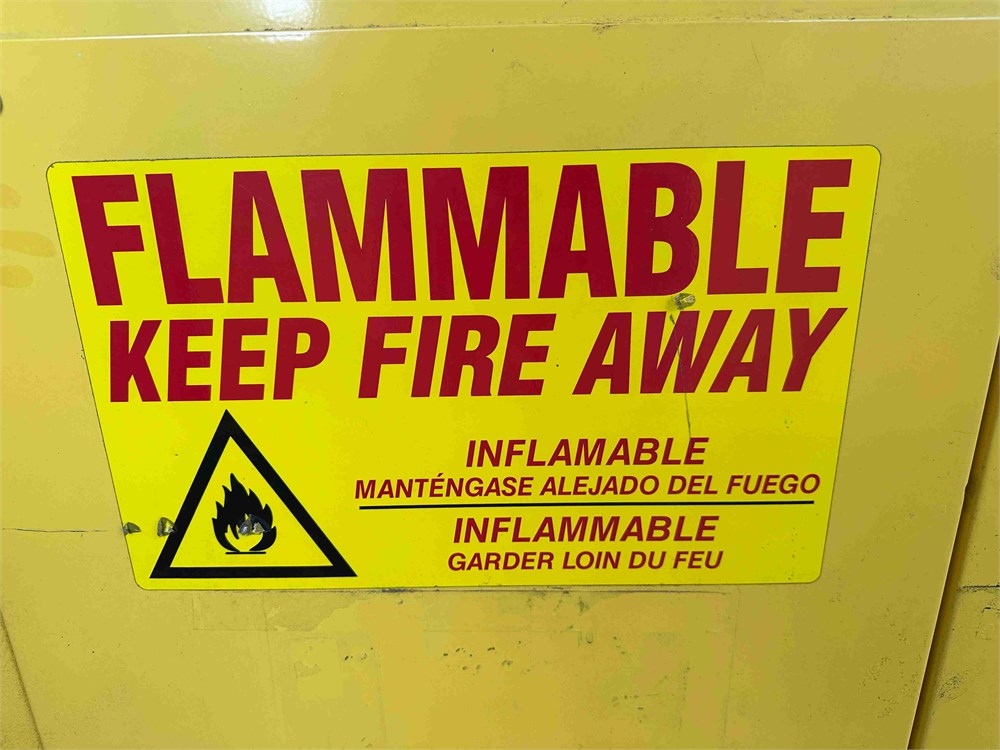 FLAMMABLE
KEEP FIRE AWAY
INFLAMABLE
MANTÉNGASE ALEJADO DEL FUEGO
INFLAMMABLE
GARDER LOIN DU FEU